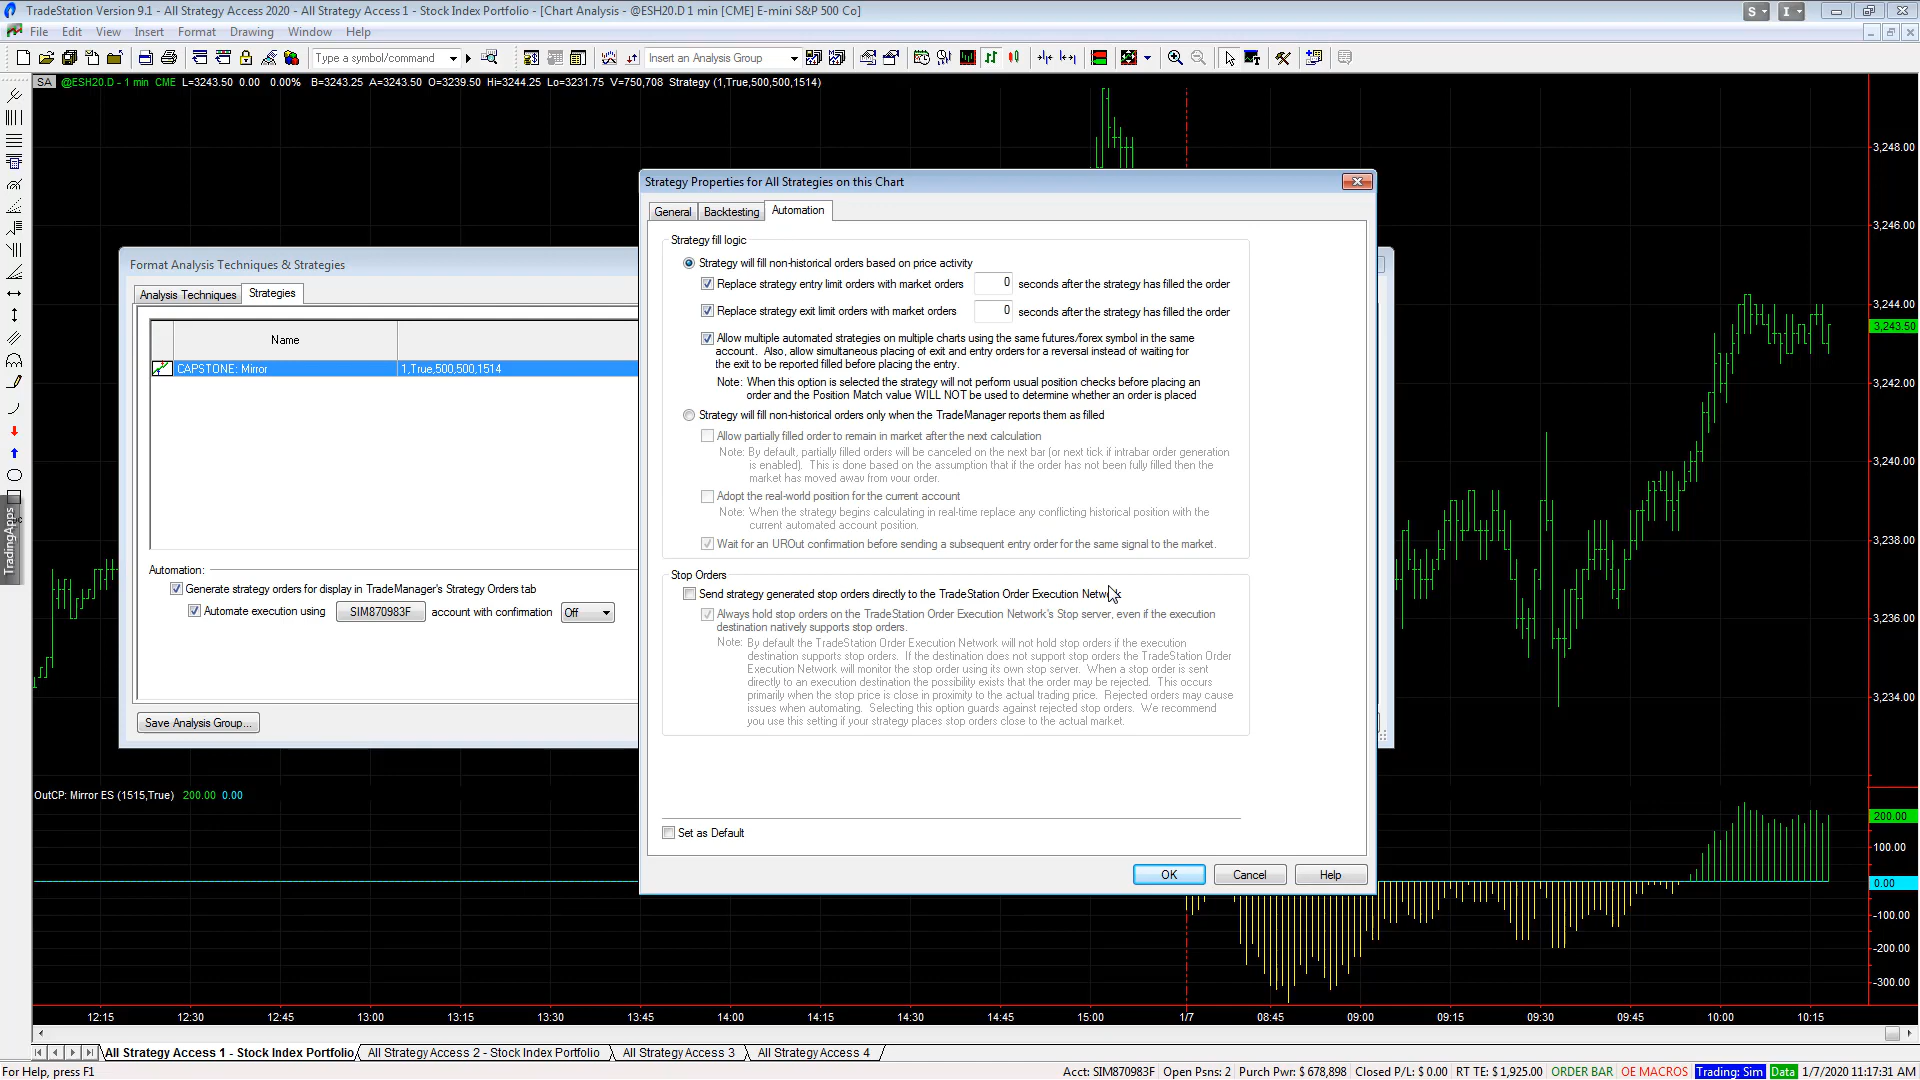 TradeStation Version 9.1 - All Strategy Access 2020 - All Strategy Access 1 - Stock Index Portfolio - [Chart Analysis - @ESH20.D 1 min [CME] E-mini S&P 500 Co]
S I
File Edit View Insert Format Drawing Window Help
Type a symbol/command Insert an Analysis Group
SA @ESH20.D - 1 min CME L=3243.50 0.00 0.00% B=3243.25 A=3243.50 O=3239.50 Hi=3244.25 Lo=3231.75 V=750,708 Strategy (1,True,500,500,1514)
TradingApps
Format Analysis Techniques & Strategies
Analysis Techniques Strategies
Name
CAPSTONE: Mirror 1,True,500,500,1514
Automation:
Generate strategy orders for display in TradeManager's Strategy Orders tab
Automate execution using SIM870983F account with confirmation Off
Save Analysis Group...
Strategy Properties for All Strategies on this Chart
General Backtesting Automation
Strategy fill logic
Strategy will fill non-historical orders based on price activity
Replace strategy entry limit orders with market orders 0 seconds after the strategy has filled the order
Replace strategy exit limit orders with market orders 0 seconds after the strategy has filled the order
Allow multiple automated strategies on multiple charts using the same futures/forex symbol in the same
account. Also, allow simultaneous placing of exit and entry orders for a reversal instead of waiting for
the exit to be reported filled before placing the entry.
Note: When this option is selected the strategy will not perform usual position checks before placing an
order and the Position Match value WILL NOT be used to determine whether an order is placed
Strategy will fill non-historical orders only when the TradeManager reports them as filled
Allow partially filled order to remain in market after the next calculation
Note: By default, partially filled orders will be canceled on the next bar (or next tick if intrabar order generation
is enabled). This is done based on the assumption that if the order has not been fully filled then the
market has moved away from your order.
Adopt the real-world position for the current account
Note: When the strategy begins calculating in real-time replace any conflicting historical position with the
current automated account position.
Wait for an UROut confirmation before sending a subsequent entry order for the same signal to the market.
Stop Orders
Send strategy generated stop orders directly to the TradeStation Order Execution Network
Always hold stop orders on the TradeStation Order Execution Network's Stop server, even if the execution
destination natively supports stop orders.
Note: By default the TradeStation Order Execution Network will not hold stop orders if the execution
destination supports stop orders. If the destination does not support stop orders the TradeStation Order
Execution Network will monitor the stop order using its own stop server. When a stop order is sent
directly to an execution destination the possibility exists that the order may be rejected. This occurs
primarily when the stop price is close in proximity to the actual trading price. Rejected orders may cause
issues when automating. Selecting this option guards against rejected stop orders. We recommend
you use this setting if your strategy places stop orders close to the actual market.
Set as Default
OK Cancel Help
3,248.00
3,246.00
3,244.00
3,243.50
3,242.00
3,240.00
3,238.00
3,236.00
3,234.00
OutCP: Mirror ES (1515,True) 200.00 0.00
200.00
100.00
0.00
-100.00
-200.00
-300.00
12:15 12:30 12:45 13:00 13:15 13:30 13:45 14:00 14:15 14:30 14:45 15:00 1/7 08:45 09:00 09:15 09:30 09:45 10:00 10:15
All Strategy Access 1 - Stock Index Portfolio All Strategy Access 2 - Stock Index Portfolio All Strategy Access 3 All Strategy Access 4
For Help, press F1 Acct: SIM870983F Open Psns: 2 Purch Pwr: $ 678,898 Closed P/L: $ 0.00 RT TE: $ 1,925.00 ORDER BAR OE MACROS Trading: Sim Data 1/7/2020 11:17:31 AM